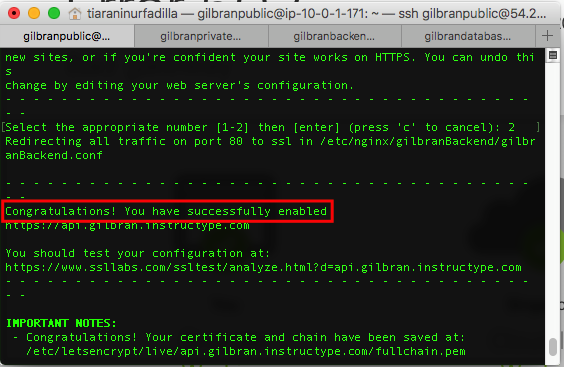 tiaraninurfadilla — gilbranpublic@ip-10-0-1-171: ~ — ssh gilbranpublic@54.2...
gilbranpublic@... gilbranprivate... gilbranbacken... gilbrandatabas...
new sites, or if you're confident your site works on HTTPS. You can undo thi
s
change by editing your web server's configuration.
- - - - - - - - - - - - - - - - - - - - - - - - - - - - - - - - - - - - - -
- -
[Select the appropriate number [1-2] then [enter] (press 'c' to cancel): 2 ]
Redirecting all traffic on port 80 to ssl in /etc/nginx/gilbranBackend/gilbr
anBackend.conf
- - - - - - - - - - - - - - - - - - - - - - - - - - - - - - - - - - - - - -
- -
Congratulations! You have successfully enabled
https://api.gilbran.instructype.com
You should test your configuration at:
https://www.ssllabs.com/ssltest/analyze.html?d=api.gilbran.instructype.com
- - - - - - - - - - - - - - - - - - - - - - - - - - - - - - - - - - - - - -
- -
IMPORTANT NOTES:
- Congratulations! Your certificate and chain have been saved at:
/etc/letsencrypt/live/api.gilbran.instructype.com/fullchain.pem